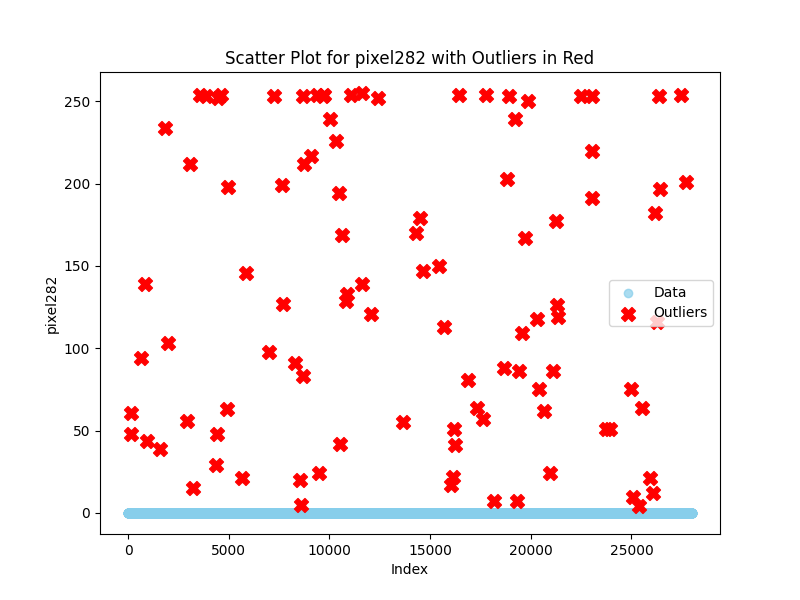 Scatter Plot for pixel282 with Outliers in Red
250
200
150
100
50
0
pixel282
Data
Outliers
0 5000 10000 15000 20000 25000
Index